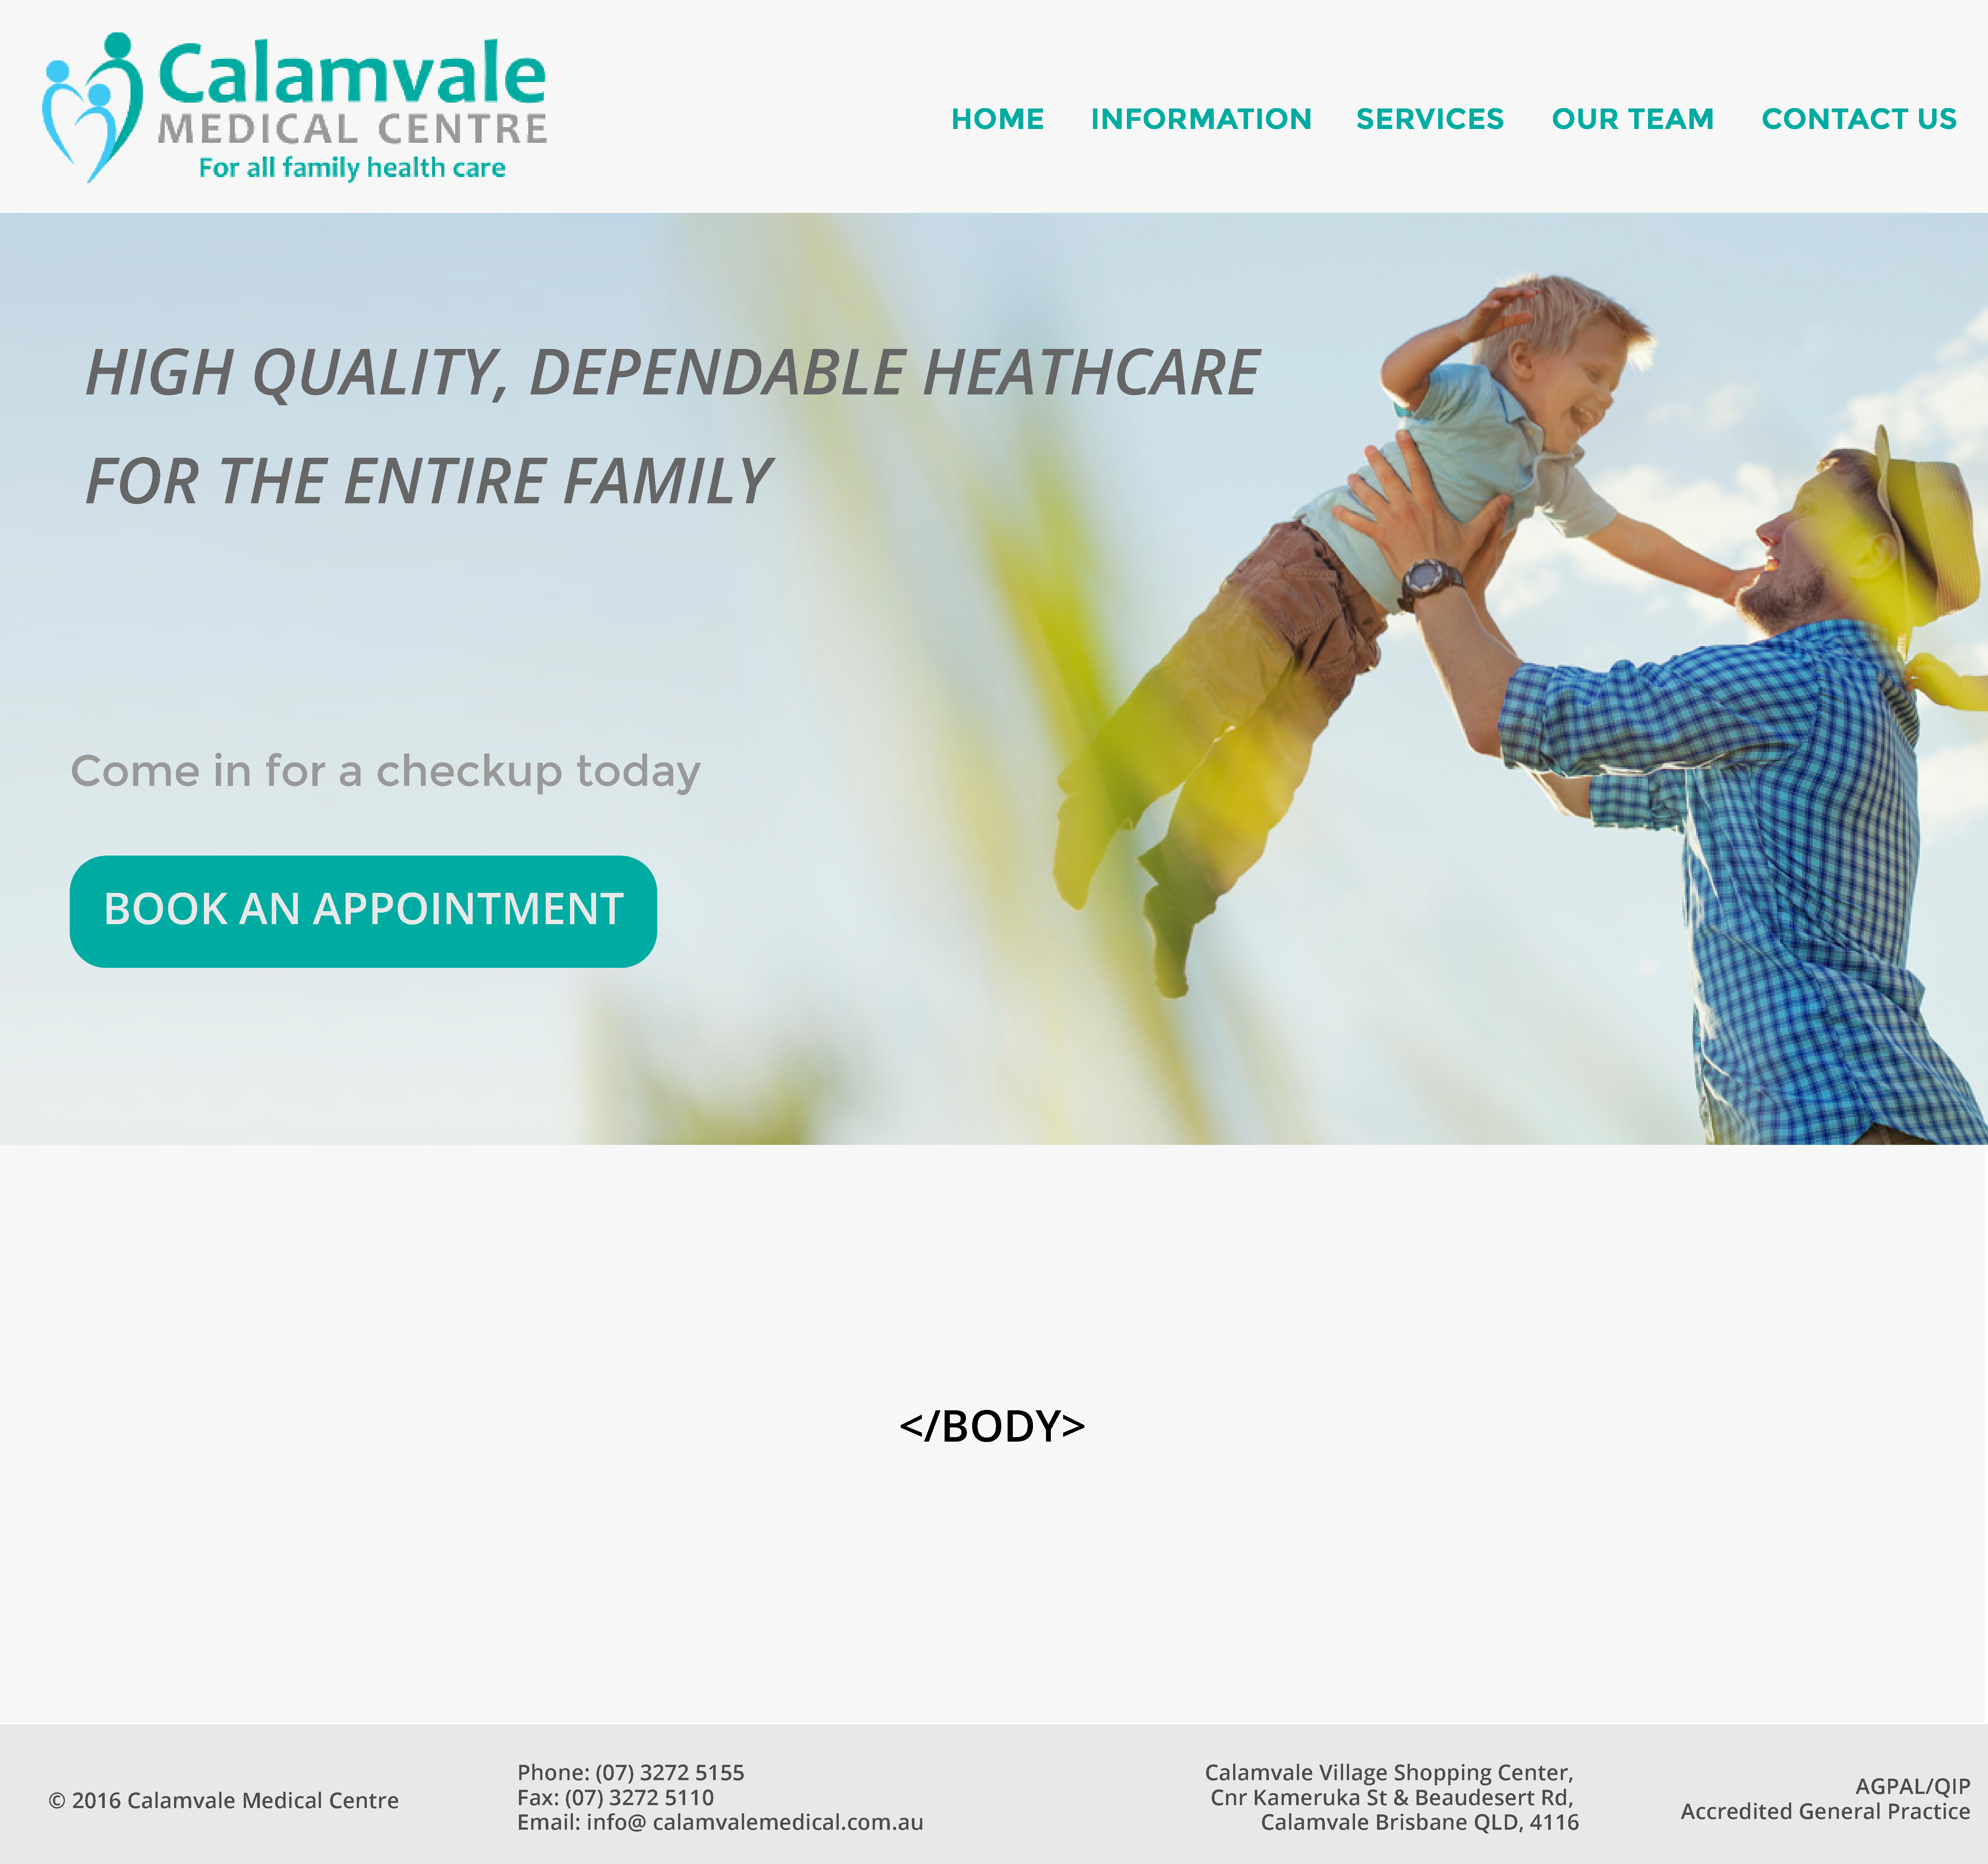 Calamvale
MEDICAL CENTRE
For all family health care
HOME INFORMATION SERVICES OUR TEAM CONTACT US
HIGH QUALITY, DEPENDABLE HEATHCARE
FOR THE ENTIRE FAMILY
Come in for a checkup today
BOOK AN APPOINTMENT
</BODY>
© 2016 Calamvale Medical Centre
Phone: (07) 3272 5155
Fax: (07) 3272 5110
Email: info@ calamvalemedical.com.au
Calamvale Village Shopping Center,
Cnr Kameruka St & Beaudesert Rd,
Calamvale Brisbane QLD, 4116
AGPAL/QIP
Accredited General Practice